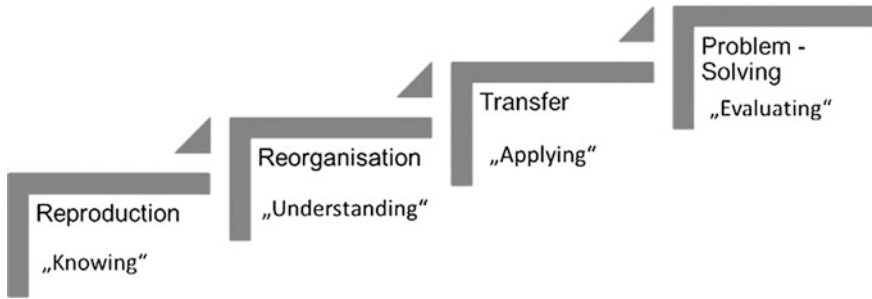 Reproduction
„Knowing“
Reorganisation
„Understanding“
Transfer
„Applying“
Problem -
Solving
„Evaluating“